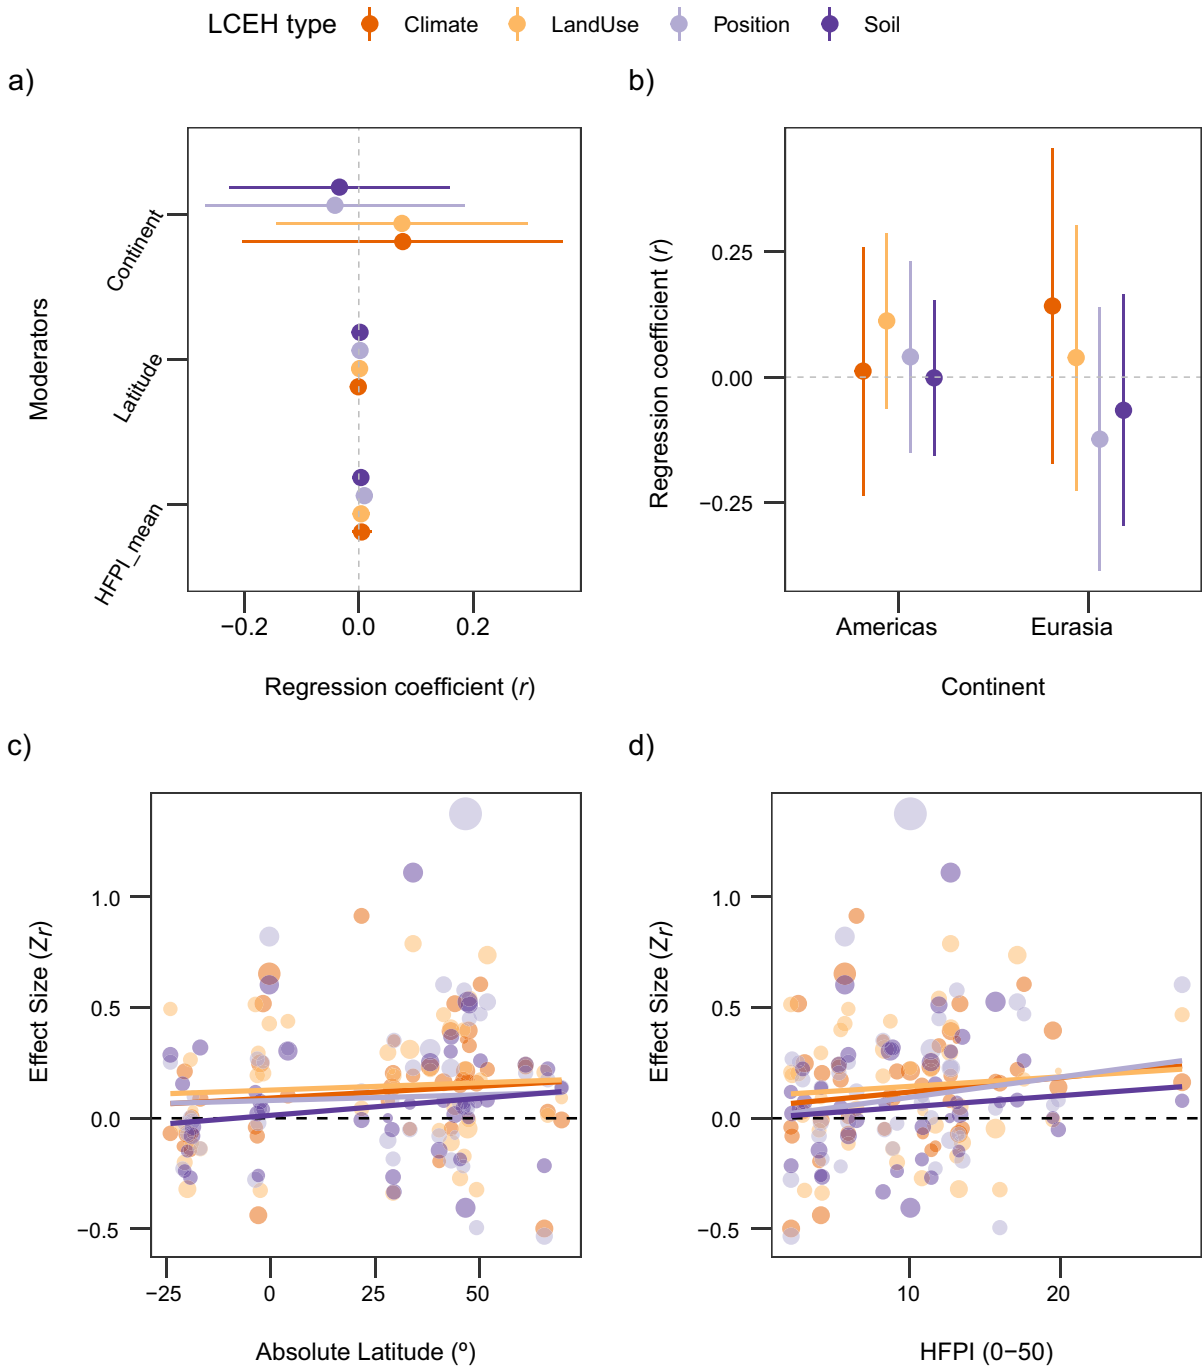 LCEH type Climate LandUse Position Soil
a)
Moderators
Continent
Latitude
HFPI_mean
−0.2 0.0 0.2
Regression coefficient (r)
b)
Regression coefficient (r)
0.25
0.00
−0.25
Americas Eurasia
Continent
c)
Effect Size (Zr)
1.0
0.5
0.0
−0.5
−25 0 25 50
Absolute Latitude (º)
d)
Effect Size (Zr)
1.0
0.5
0.0
−0.5
10 20
HFPI (0−50)